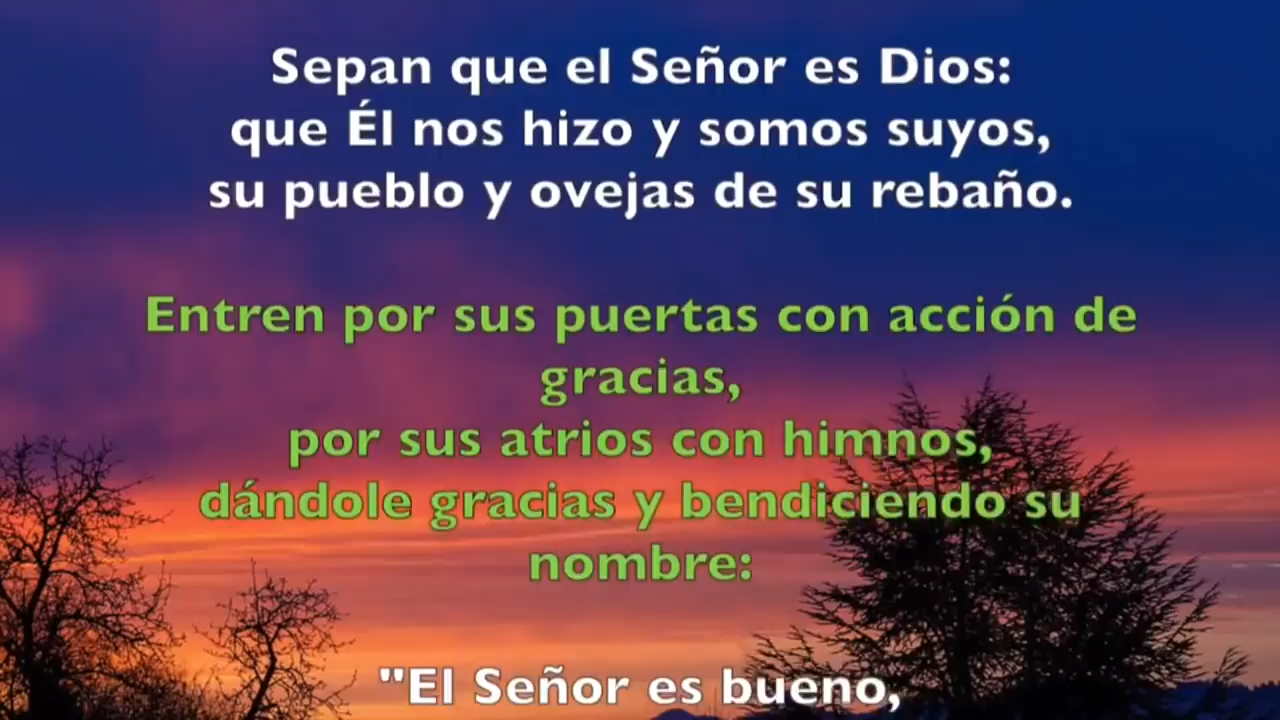 Sepan que el Señor es Dios:
que Él nos hizo y somos suyos,
su pueblo y ovejas de su rebaño.
Entren por sus puertas con acción de
gracias,
por sus atrios con himnos,
dándole gracias y bendiciendo su
nombre:
"El Señor es bueno,